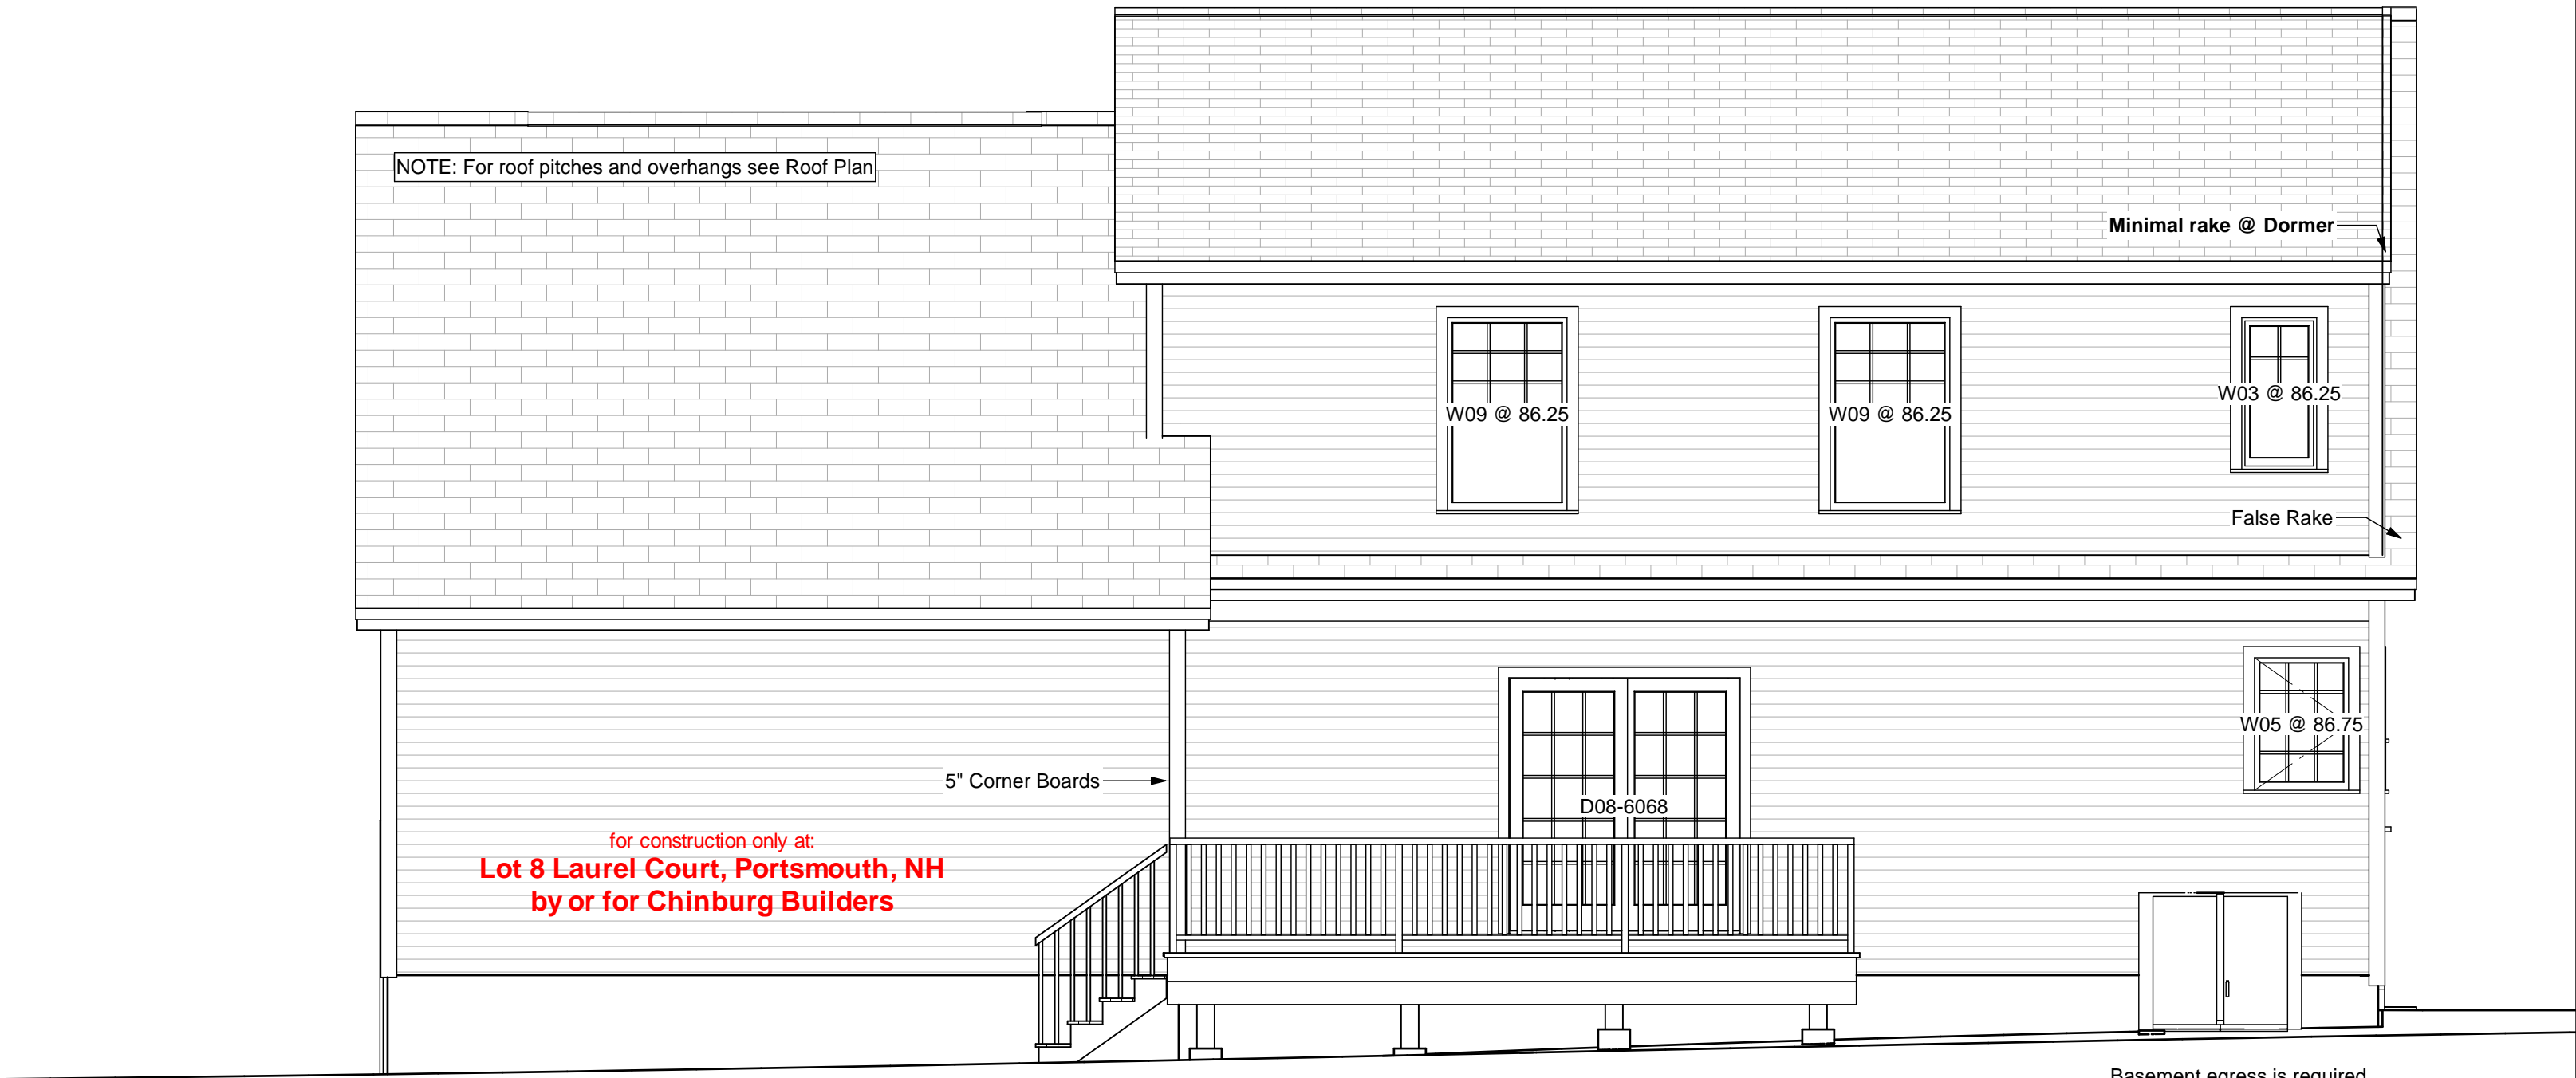 NOTE: For roof pitches and overhangs see Roof Plan
Minimal rake @ Dormer
W09 @ 86.25
W09 @ 86.25
W03 @ 86.25
False Rake
W05 @ 86.75
5" Corner Boards
D08-6068
for construction only at:
Lot 8 Laurel Court, Portsmouth, NH
by or for Chinburg Builders
Basement egress is required